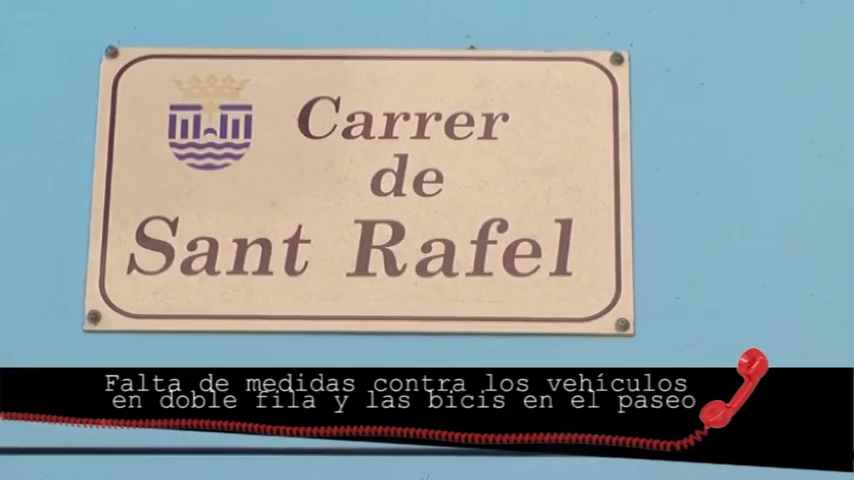 Carrer
de
Sant Rafel
Falta de medidas contra los vehículos
en doble fila y las bicis en el paseo